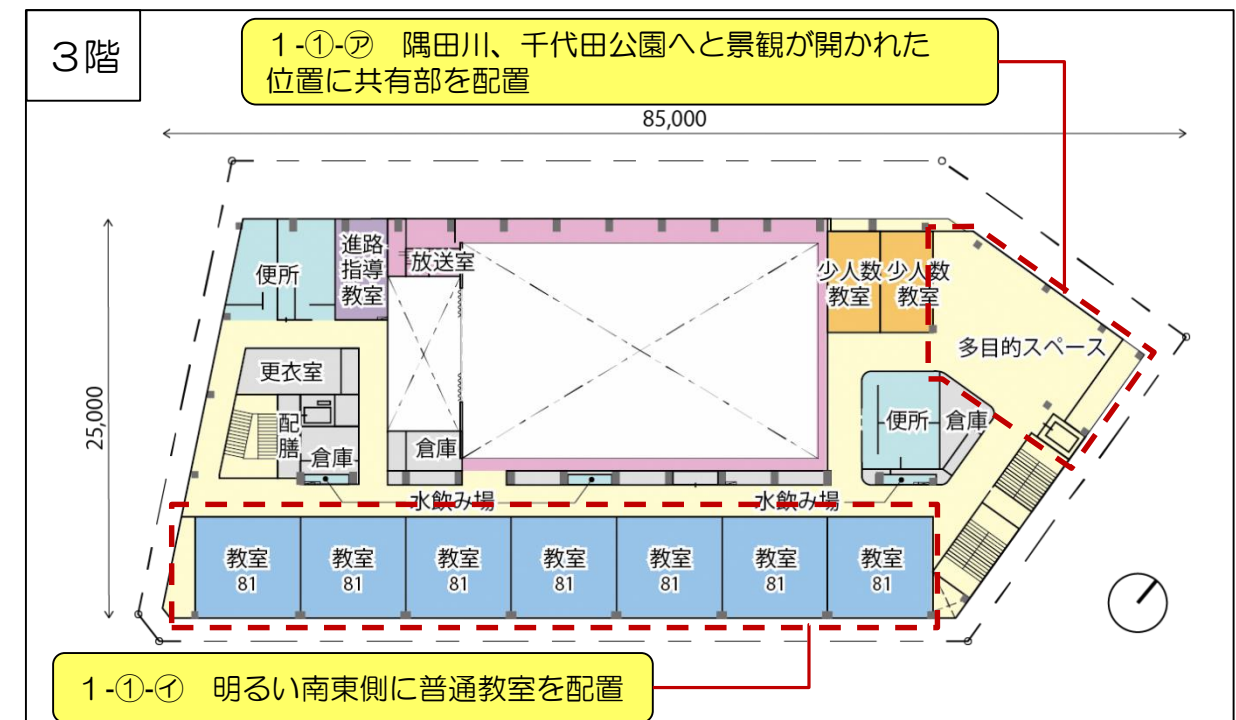 3階
1-①-㋐ 隅田川、千代田公園へと景観が開かれた
位置に共有部を配置
85,000
25,000
便所
進路
指導
教室
放送室
少人数
教室
少人数
教室
多目的スペース
更衣室
配
膳
倉庫
倉庫
便所
倉庫
水飲み場
水飲み場
教室
81
教室
81
教室
81
教室
81
教室
81
教室
81
教室
81
1-①-㋑ 明るい南東側に普通教室を配置